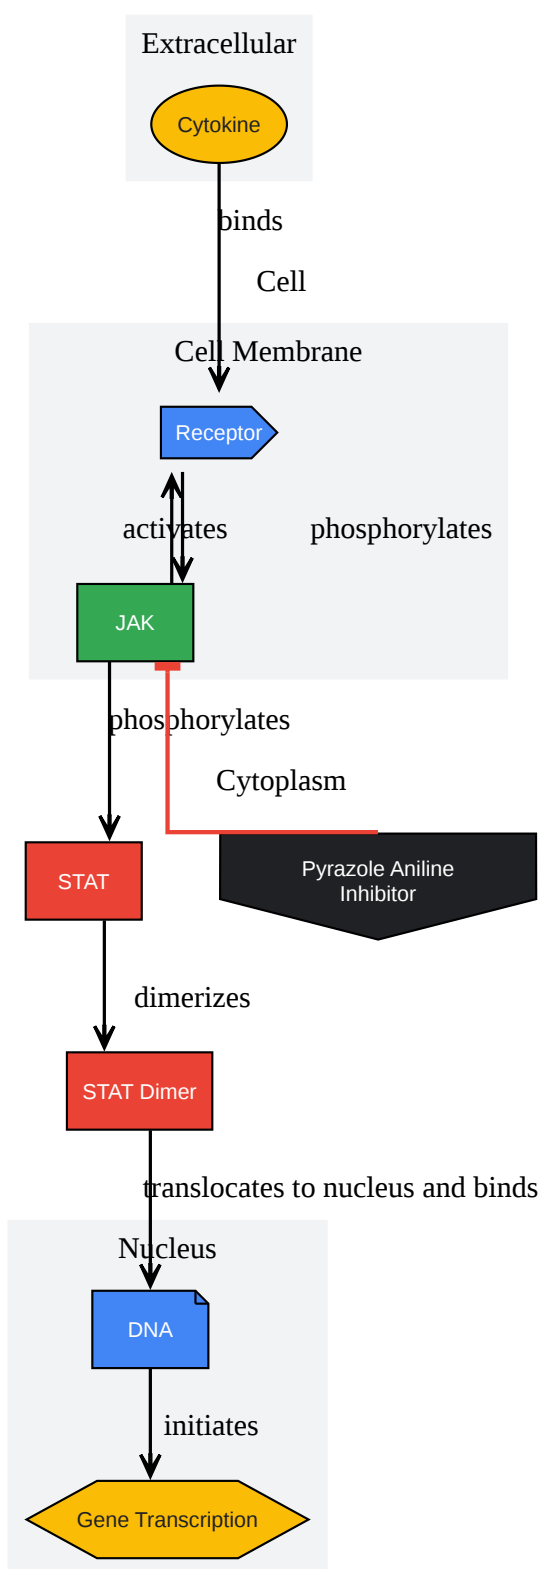 Extracellular
Cytokine
binds
Cell
Cell Membrane
Receptor
activates
phosphorylates
JAK
phosphorylates
Cytoplasm
STAT
Pyrazole Aniline
Inhibitor
dimerizes
STAT Dimer
translocates to nucleus and binds
Nucleus
DNA
initiates
Gene Transcription